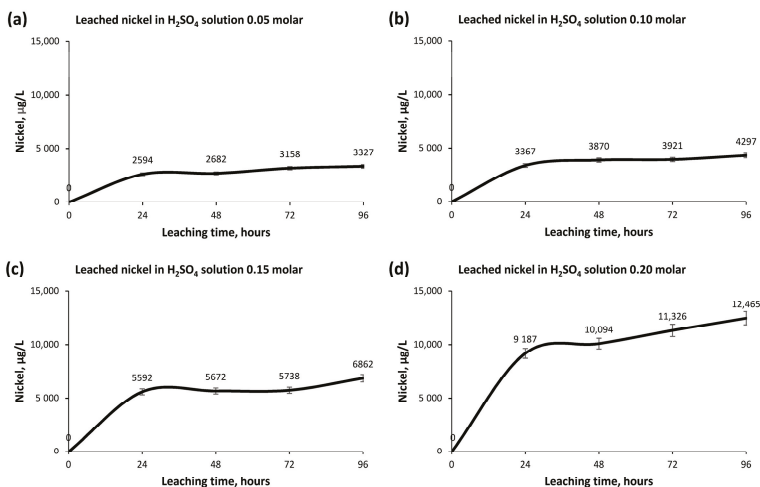 (a) Leached nickel in H₂SO₄ solution 0.05 molar
15,000
10,000
5 000
0
Nickel, µg/L
0
2594
2682
3158
3327
0 24 48 72 96
Leaching time, hours
(b) Leached nickel in H₂SO₄ solution 0.10 molar
15,000
10,000
5 000
0
Nickel, µg/L
0
3367
3870
3921
4297
0 24 48 72 96
Leaching time, hours
(c) Leached nickel in H₂SO₄ solution 0.15 molar
15,000
10,000
5 000
0
Nickel, µg/L
0
5592
5672
5738
6862
0 24 48 72 96
Leaching time, hours
(d) Leached nickel in H₂SO₄ solution 0.20 molar
15,000
10,000
5 000
0
Nickel, µg/L
0
9 187
10,094
11,326
12,465
0 24 48 72 96
Leaching time, hours